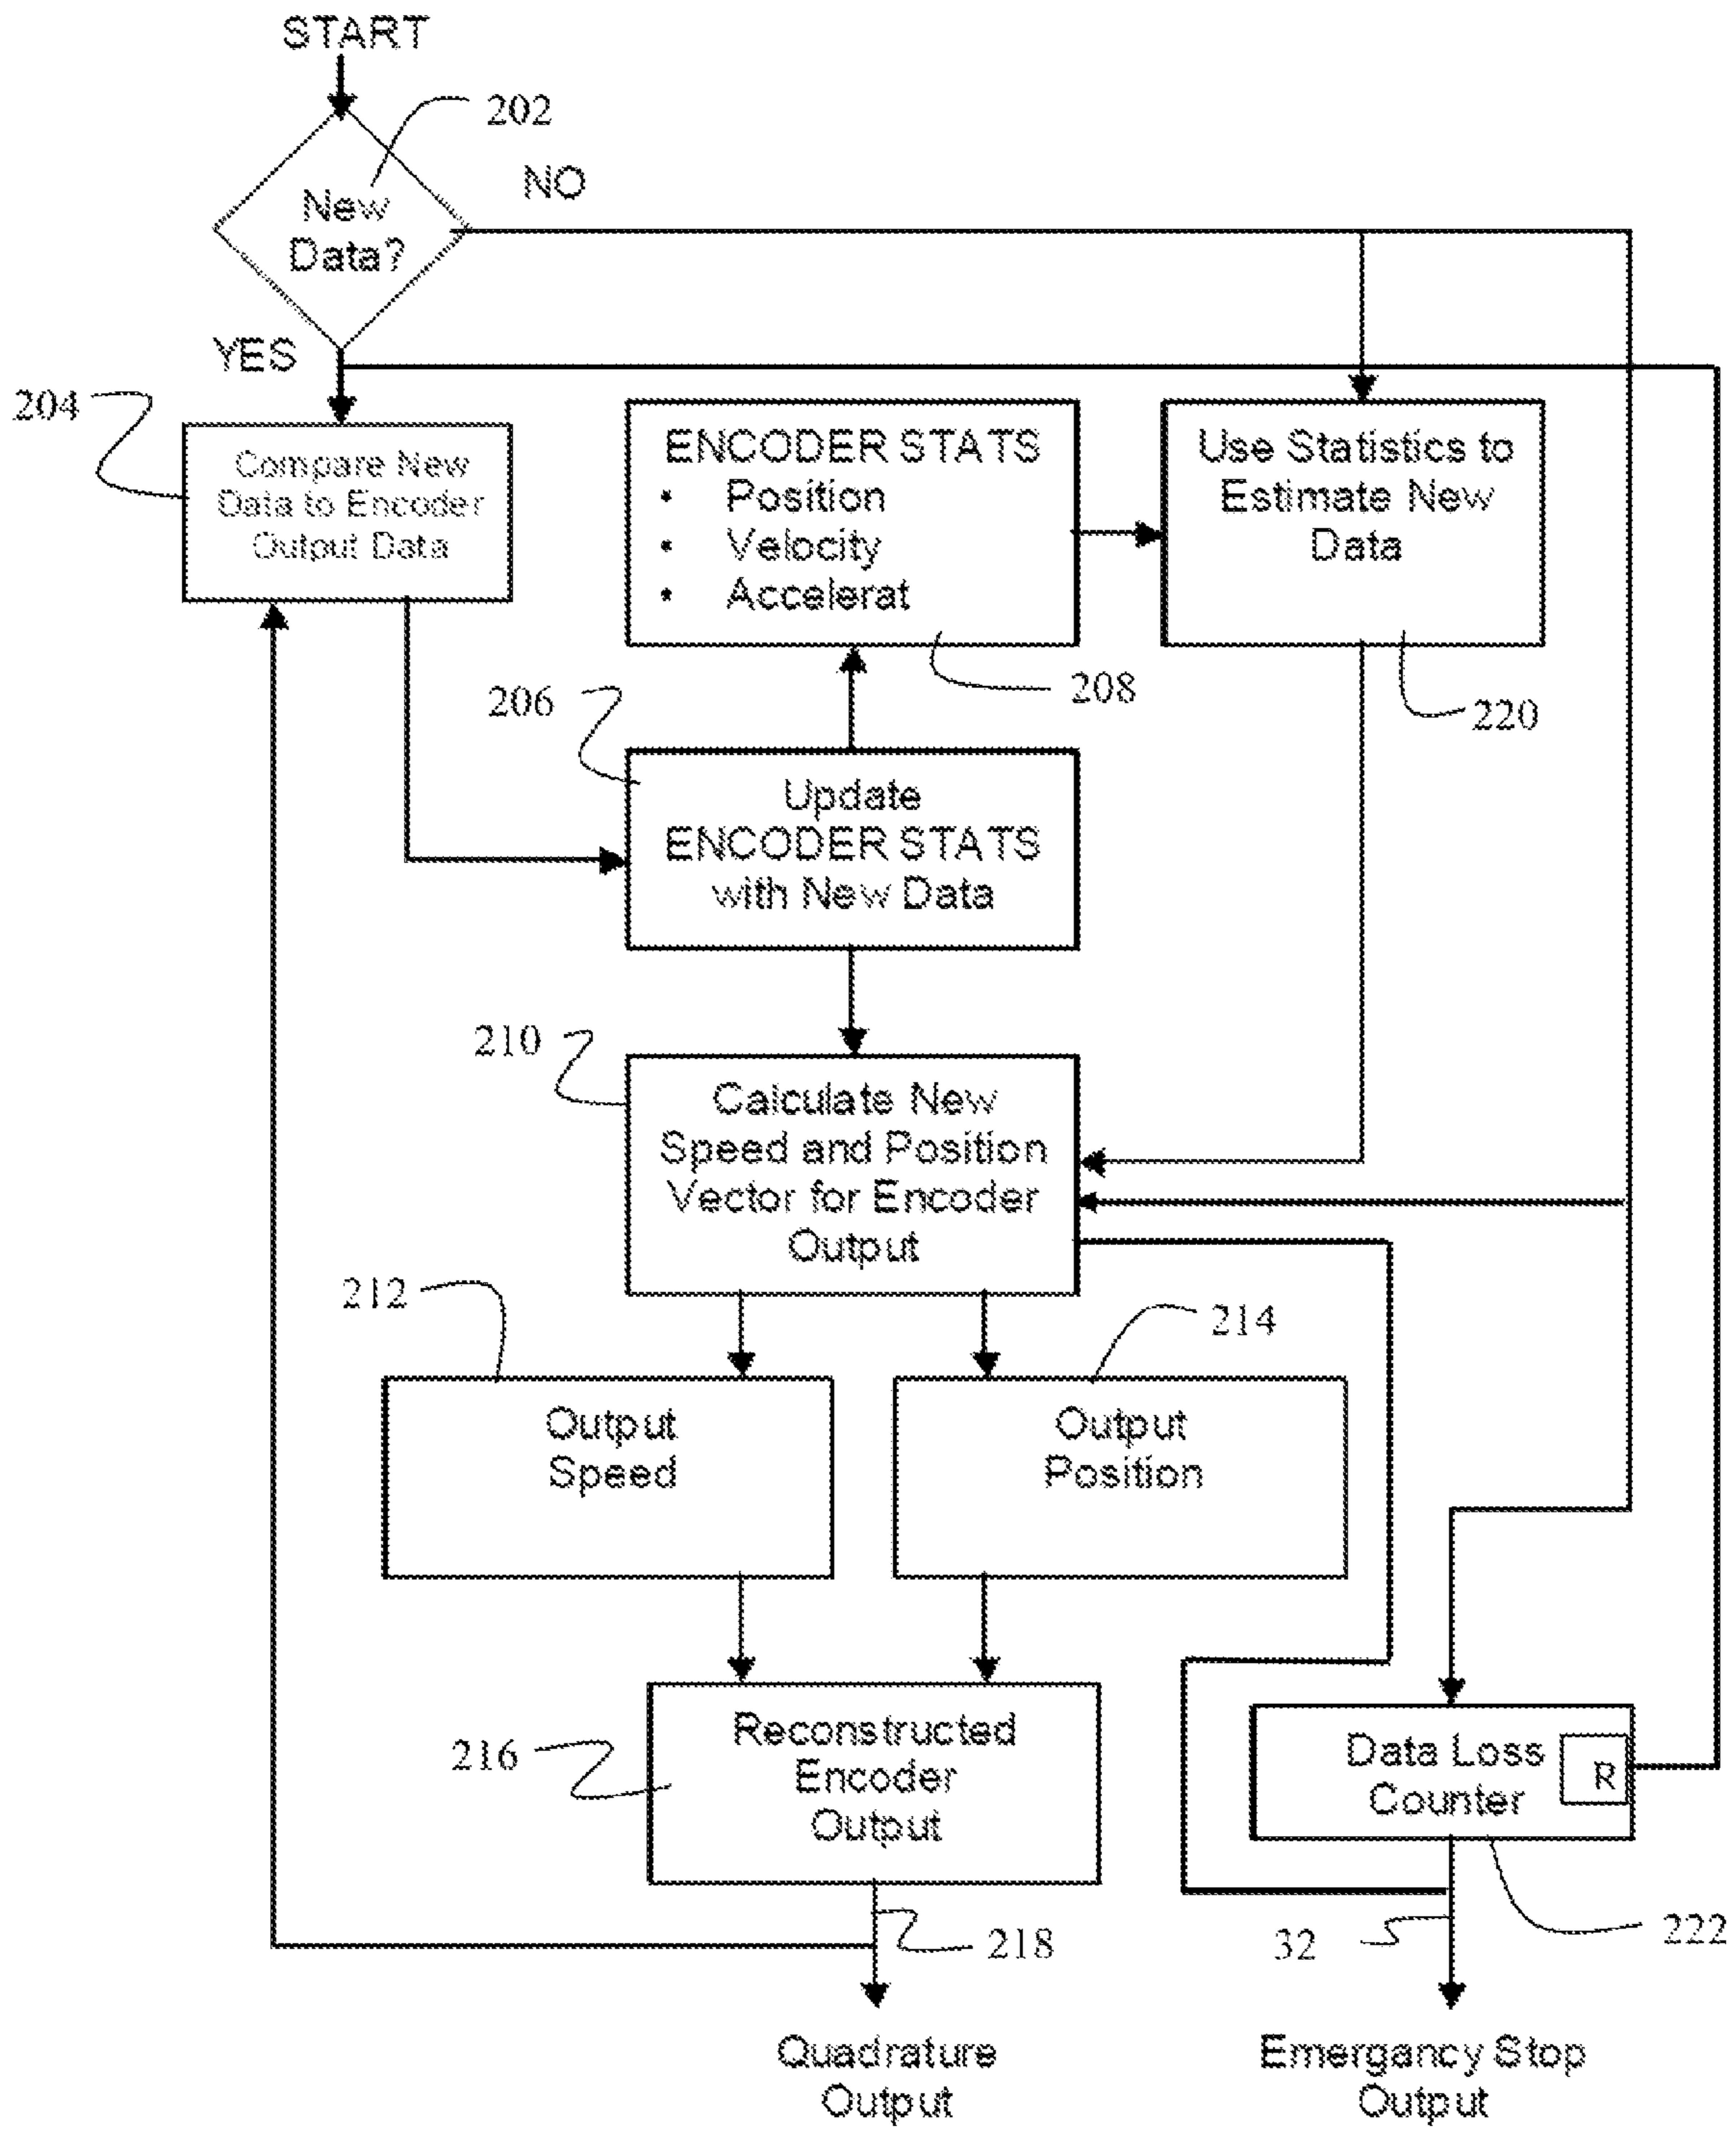 START
202
New
Data?
NO
YES
204
Compare New
Data to Encoder
Output Data
ENCODER STATS
* Position
* Velocity
* Accelerat
208
Use Statistics to
Estimate New
Data
220
206
Update
ENCODER STATS
with New Data
210
Calculate New
Speed and Position
Vector for Encoder
Output
212
Output
Speed
214
Output
Position
216
Reconstructed
Encoder
Output
Data Loss
Counter
R
218
32
222
Quadrature
Output
Emergancy Stop
Output